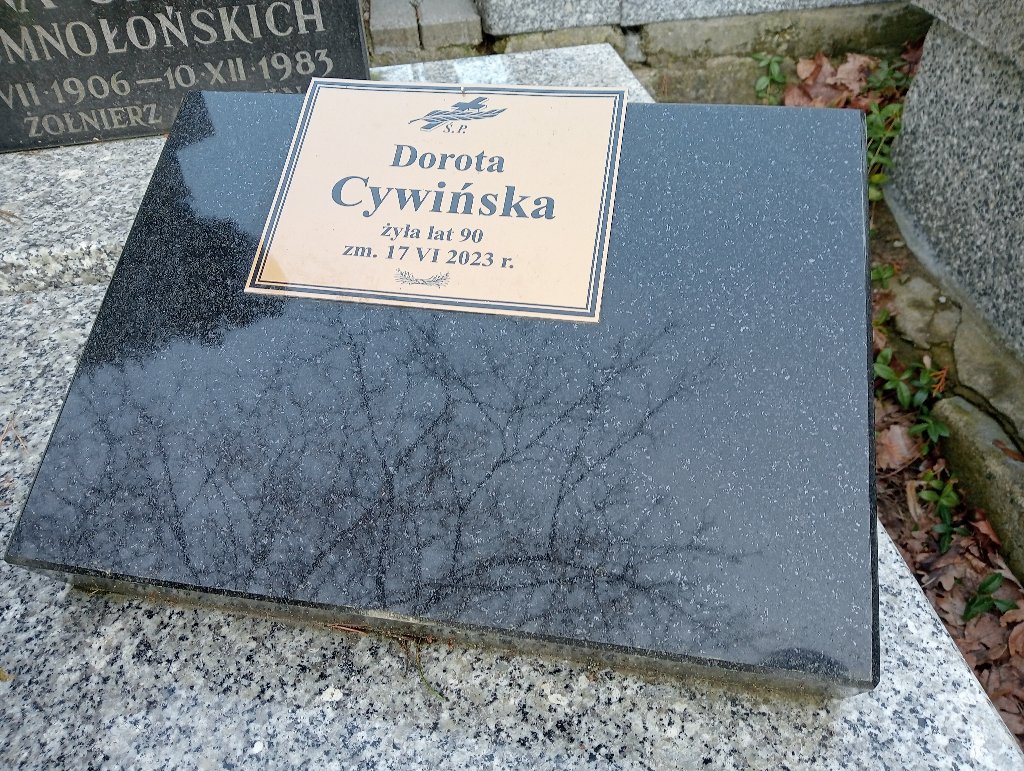 MNOŁOŃSKICH
VII·1906 – 10·XII·1983
ŻOŁNIERZ
Ś.P.
Dorota
Cywińska
żyła lat 90
zm. 17 VI 2023 r.